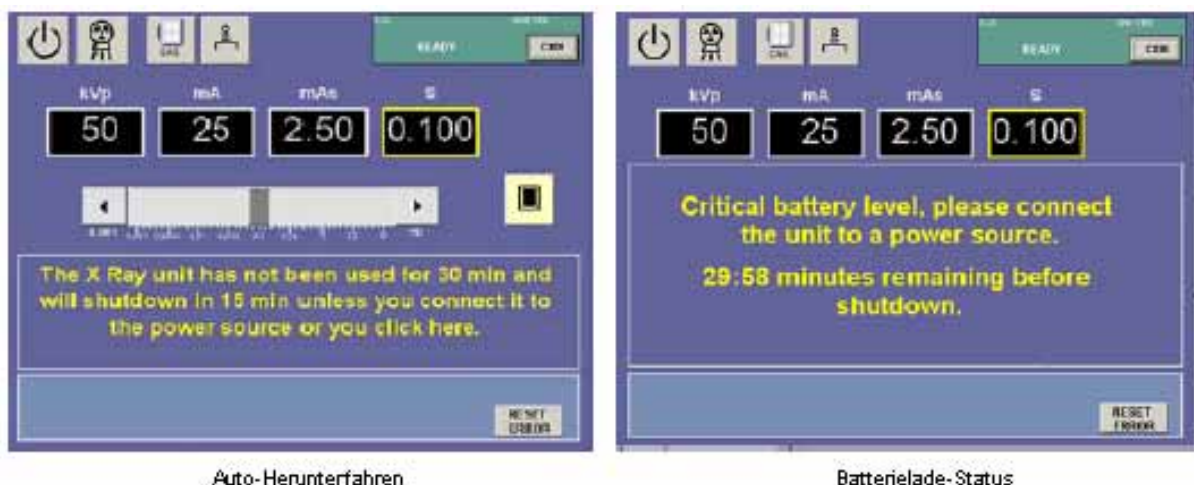 READY
kVp mA mAs S
50 25 2.50 0.100
The X Ray unit has not been used for 30 min and
will shutdown in 15 min unless you connect it to
the power source or you click here.
RESET
ERROR
Auto-Herunterfahren
READY
kVp mA mAs S
50 25 2.50 0.100
Critical battery level, please connect
the unit to a power source.
29:58 minutes remaining before
shutdown.
RESET
ERROR
Batterielade-Status